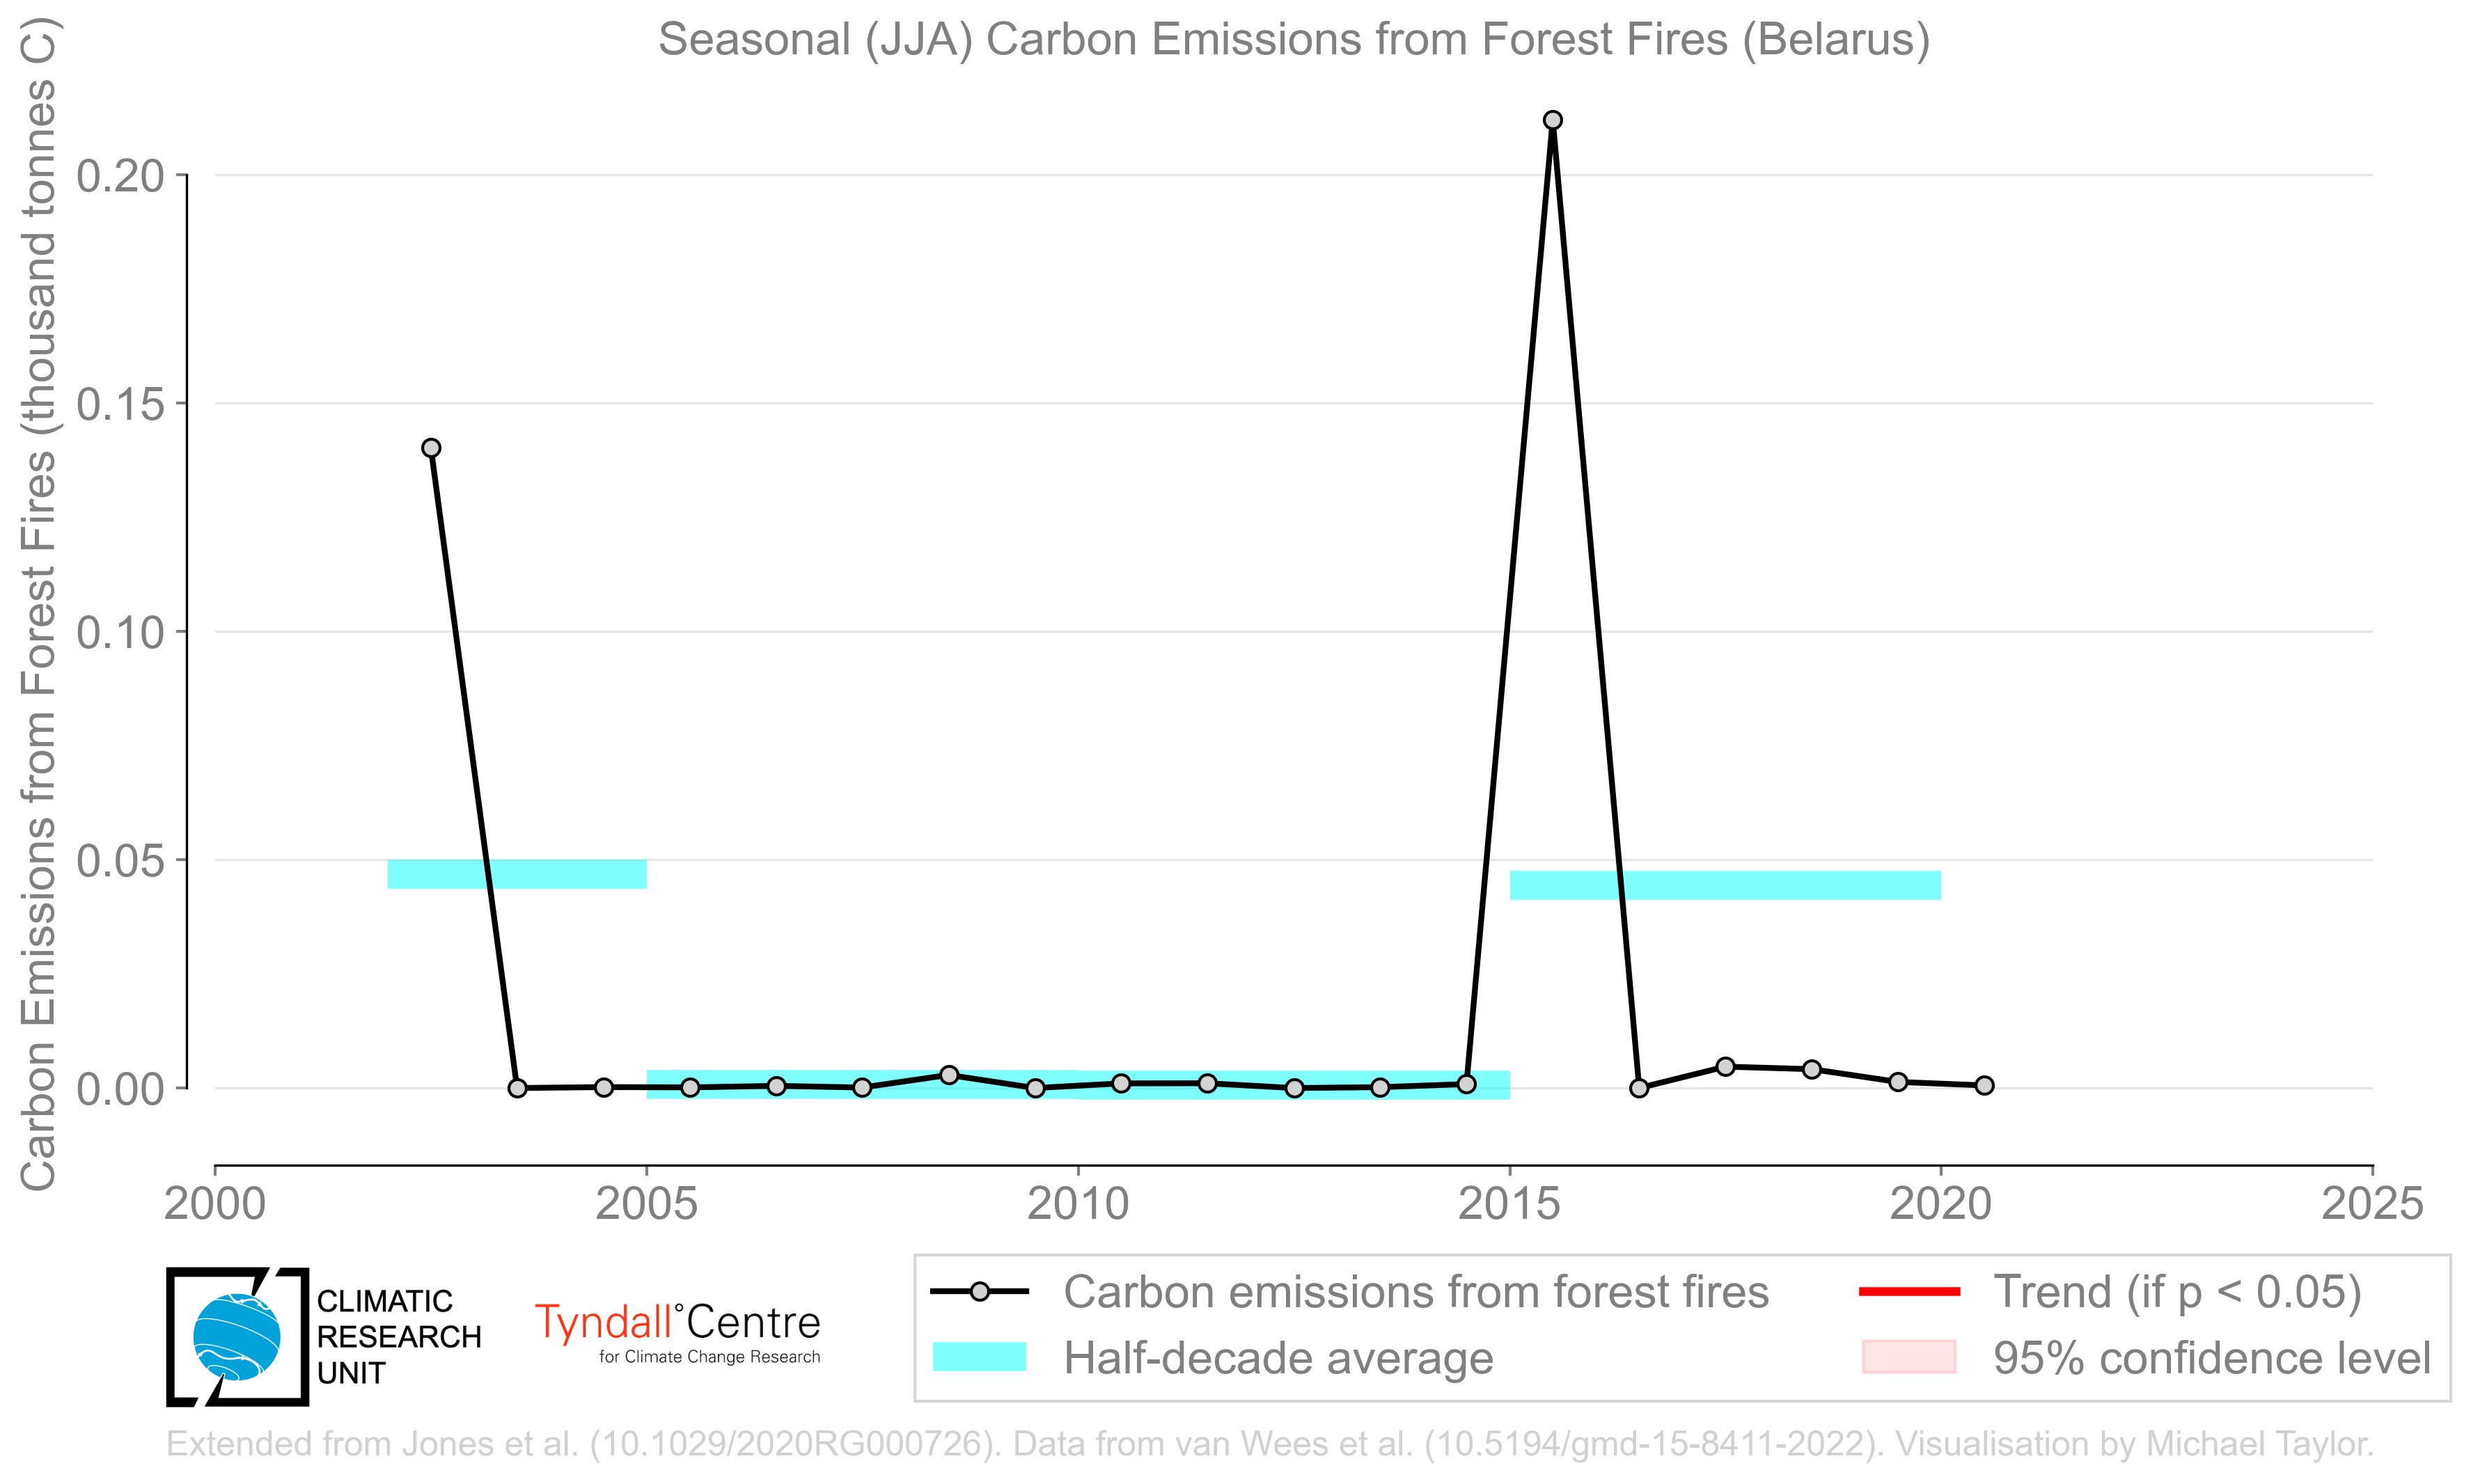 Seasonal (JJA) Carbon Emissions from Forest Fires (Belarus)
Carbon Emissions from Forest Fires (thousand tonnes C)
0.20
0.15
0.10
0.05
0.00
2000 2005 2010 2015 2020 2025
CLIMATIC
RESEARCH
UNIT
Tyndall°Centre
for Climate Change Research
Carbon emissions from forest fires
Half-decade average
Trend (if p < 0.05)
95% confidence level
Extended from Jones et al. (10.1029/2020RG000726). Data from van Wees et al. (10.5194/gmd-15-8411-2022). Visualisation by Michael Taylor.